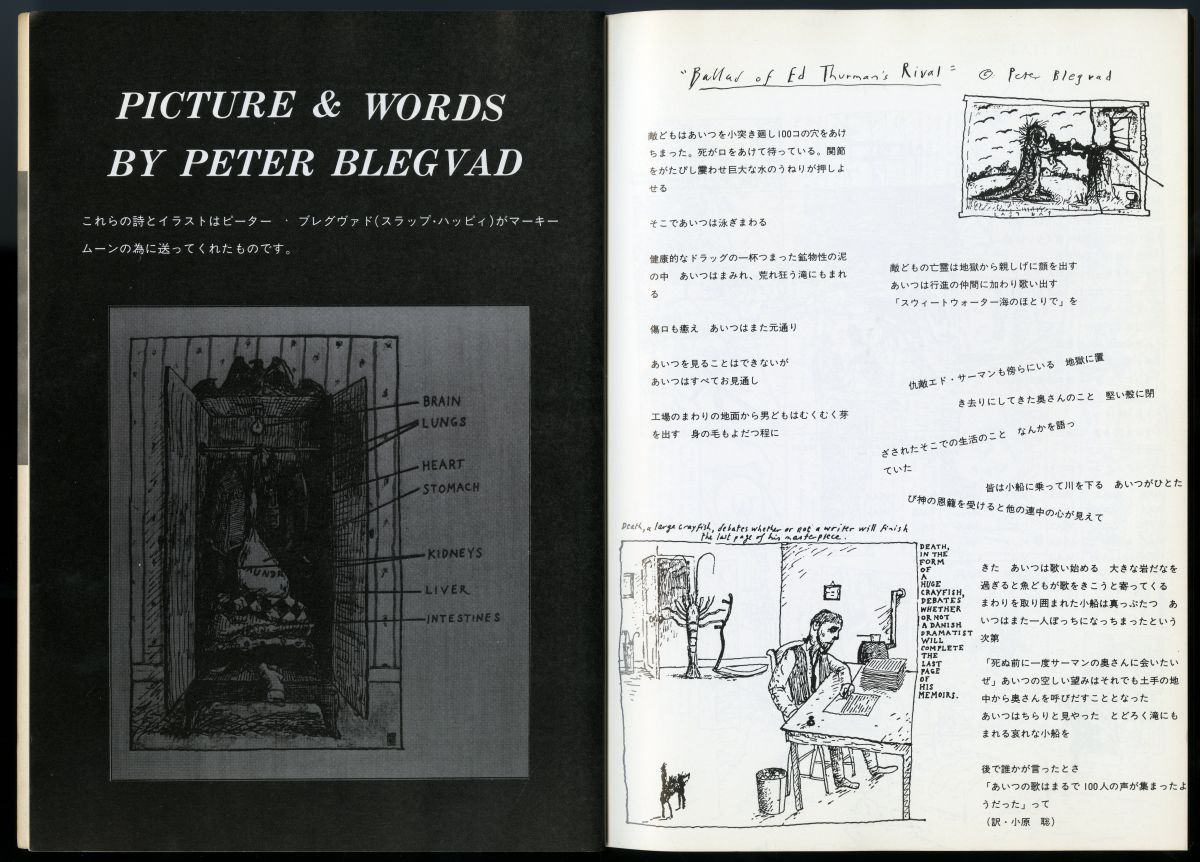 PICTURE & WORDS
BY PETER BLEGVAD
これらの詩とイラストはピーター・ブレグヴァド(スラップ・ハッピィ)がマーキー
ムーンの為に送ってくれたものです。
BRAIN
LUNGS
HEART
STOMACH
KIDNEYS
LIVER
INTESTINES
"Ballad of Ed Thurman's Rival" © Peter Blegvad
敵どもはあいつを小突き廻し100コの穴をあけ
ちまった。死が口をあけて待っている。関節
をがたぴし震わせ巨大な水のうねりが押しよ
せる
そこであいつは泳ぎまわる
健康的なドラッグの一杯つまった鉱物性の泥
の中　あいつはまみれ、荒れ狂う滝にもまれ
る
傷口も癒え　あいつはまた元通り
あいつを見ることはできないが
あいつはすべてお見通し
工場のまわりの地面から男どもはむくむく芽
を出す　身の毛もよだつ程に
敵どもの亡霊は地獄から親しげに顔を出す
あいつは行進の仲間に加わり歌い出す
「スウィートウォーター海のほとりで」を
仇敵エド・サーマンも傍らにいる　地獄に置
き去りにしてきた奥さんのこと　堅い殻に閉
ざされたそこでの生活のこと　なんかを語っ
ていた
皆は小船に乗って川を下る　あいつがひとた
び神の恩寵を受けると他の連中の心が見えて
きた　あいつは歌い始める　大きな岩だなを
過ぎると魚どもが歌をきこうと寄ってくる
まわりを取り囲まれた小船は真っぷたつ　あ
いつはまた一人ぼっちになっちまったという
次第
「死ぬ前に一度サーマンの奥さんに会いたい
ぜ」あいつの空しい望みはそれでも土手の地
中から奥さんを呼びだすこととなった
あいつはちらりと見やった　とどろく滝にも
まれる哀れな小船を
後で誰かが言ったとさ
「あいつの歌はまるで100人の声が集まったよ
うだった」って
（訳・小原　聡）
Death, a large crayfish, debates whether or not a writer will finish
the last page of his masterpiece.
DEATH,
IN THE
FORM
OF
A
HUGE
CRAYFISH,
DEBATES
WHETHER
OR NOT
A DANISH
DRAMATIST
WILL
COMPLETE
THE
LAST
PAGE
OF
HIS
MEMOIRS.